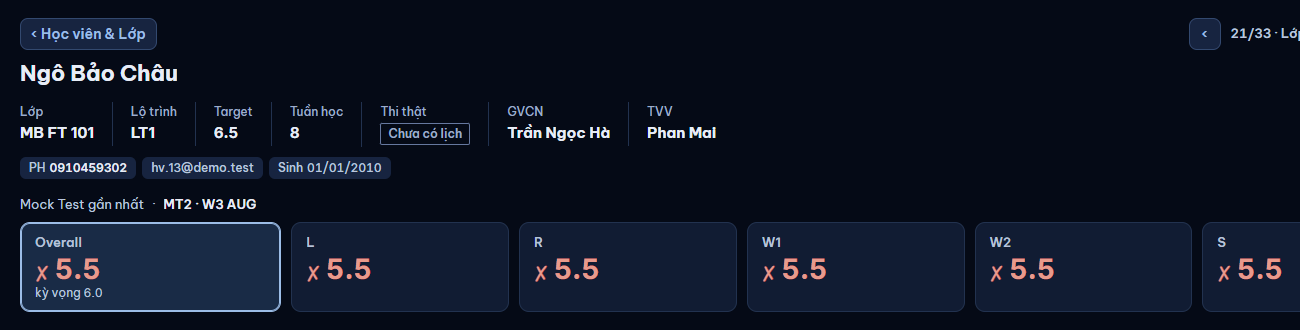 ‹ Học viên & Lớp
‹ 21/33 · Lớp
Ngô Bảo Châu
Lớp Lộ trình Target Tuần học Thi thật GVCN TVV
MB FT 101 LT1 6.5 8 Chưa có lịch Trần Ngọc Hà Phan Mai
PH 0910459302 hv.13@demo.test Sinh 01/01/2010
Mock Test gần nhất · MT2 · W3 AUG
Overall L R W1 W2 S
✗ 5.5 ✗ 5.5 ✗ 5.5 ✗ 5.5 ✗ 5.5 ✗ 5.5
kỳ vọng 6.0